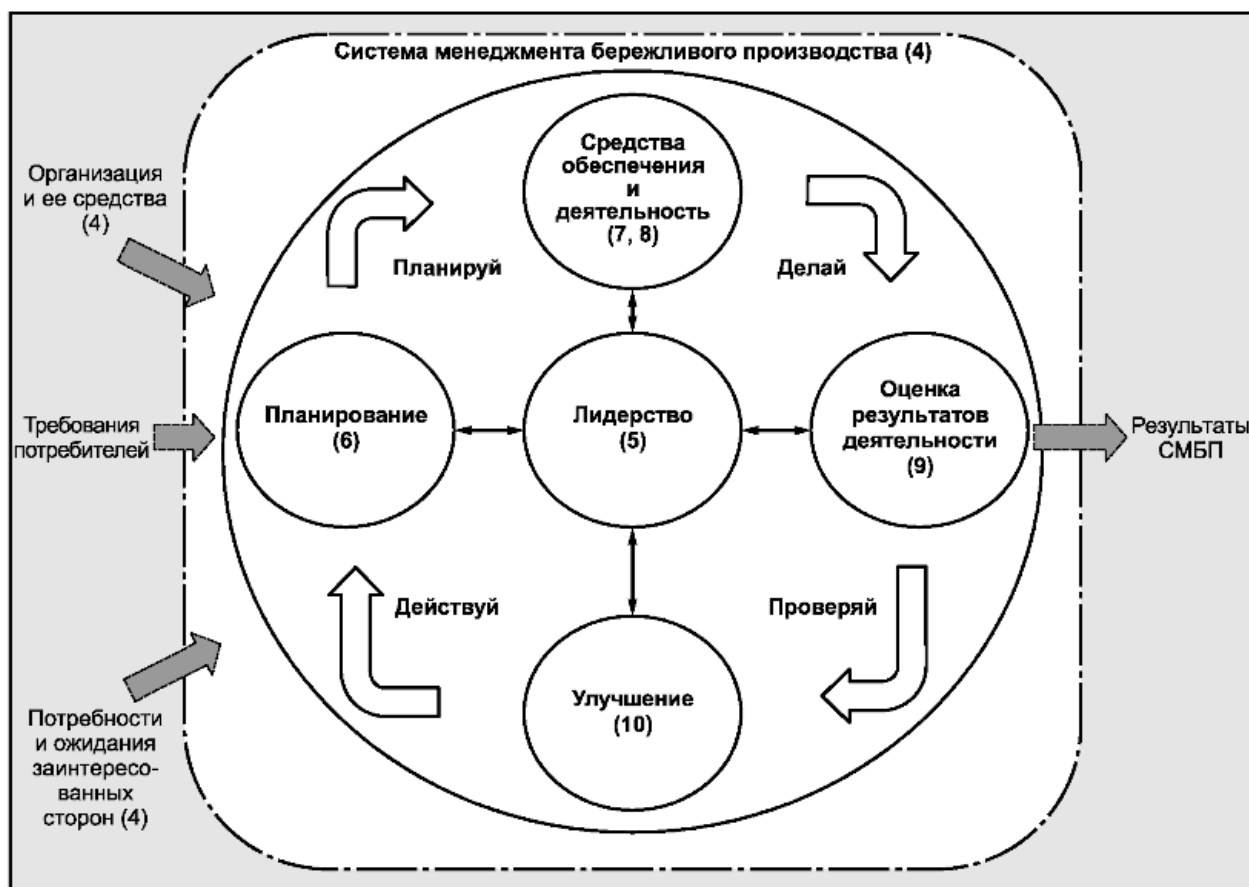 Система менеджмента бережливого производства (4)
Средства
обеспечения
и
деятельность
(7, 8)
Организация
и ее средства
(4)
Планируй
Делай
Планирование
(6)
Лидерство
(5)
Оценка
результатов
деятельности
(9)
Требования
потребителей
Результаты
СМБП
Действуй
Проверяй
Улучшение
(10)
Потребности
и ожидания
заинтересо-
ванных
сторон (4)